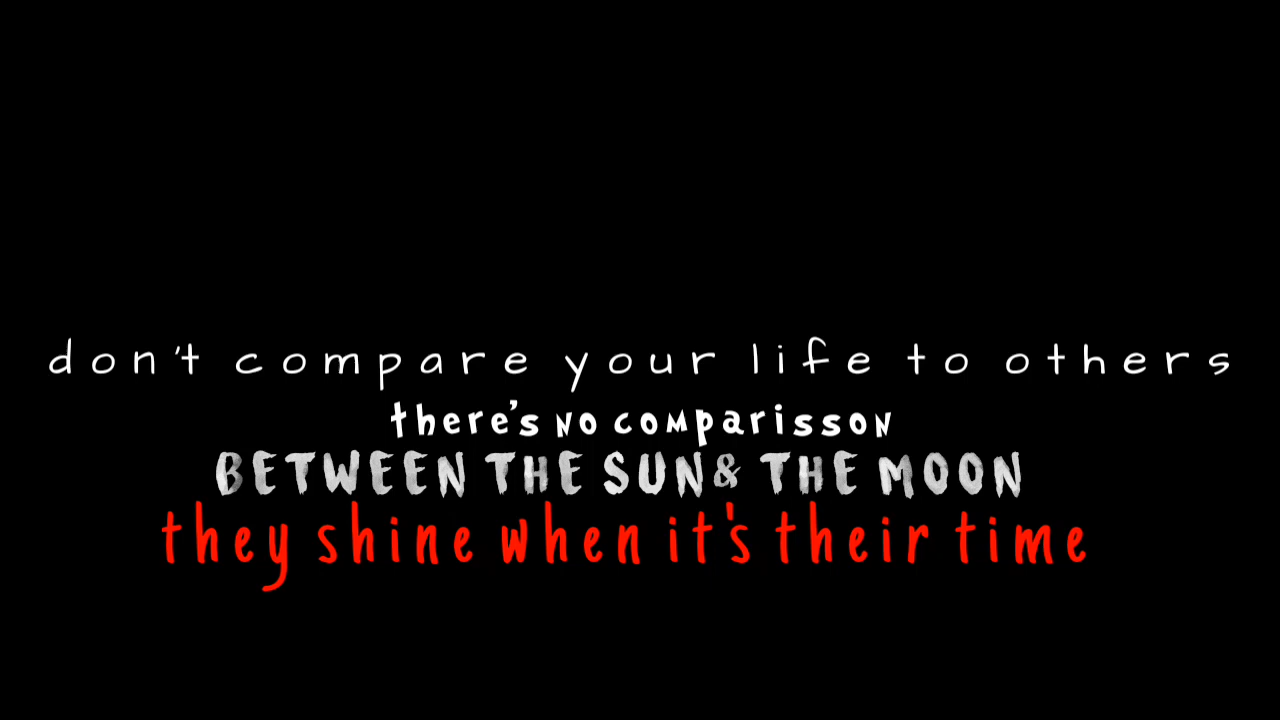 don't compare your life to others
there's no comparisson
BETWEEN THE SUN & THE MOON
they shine when it's their time